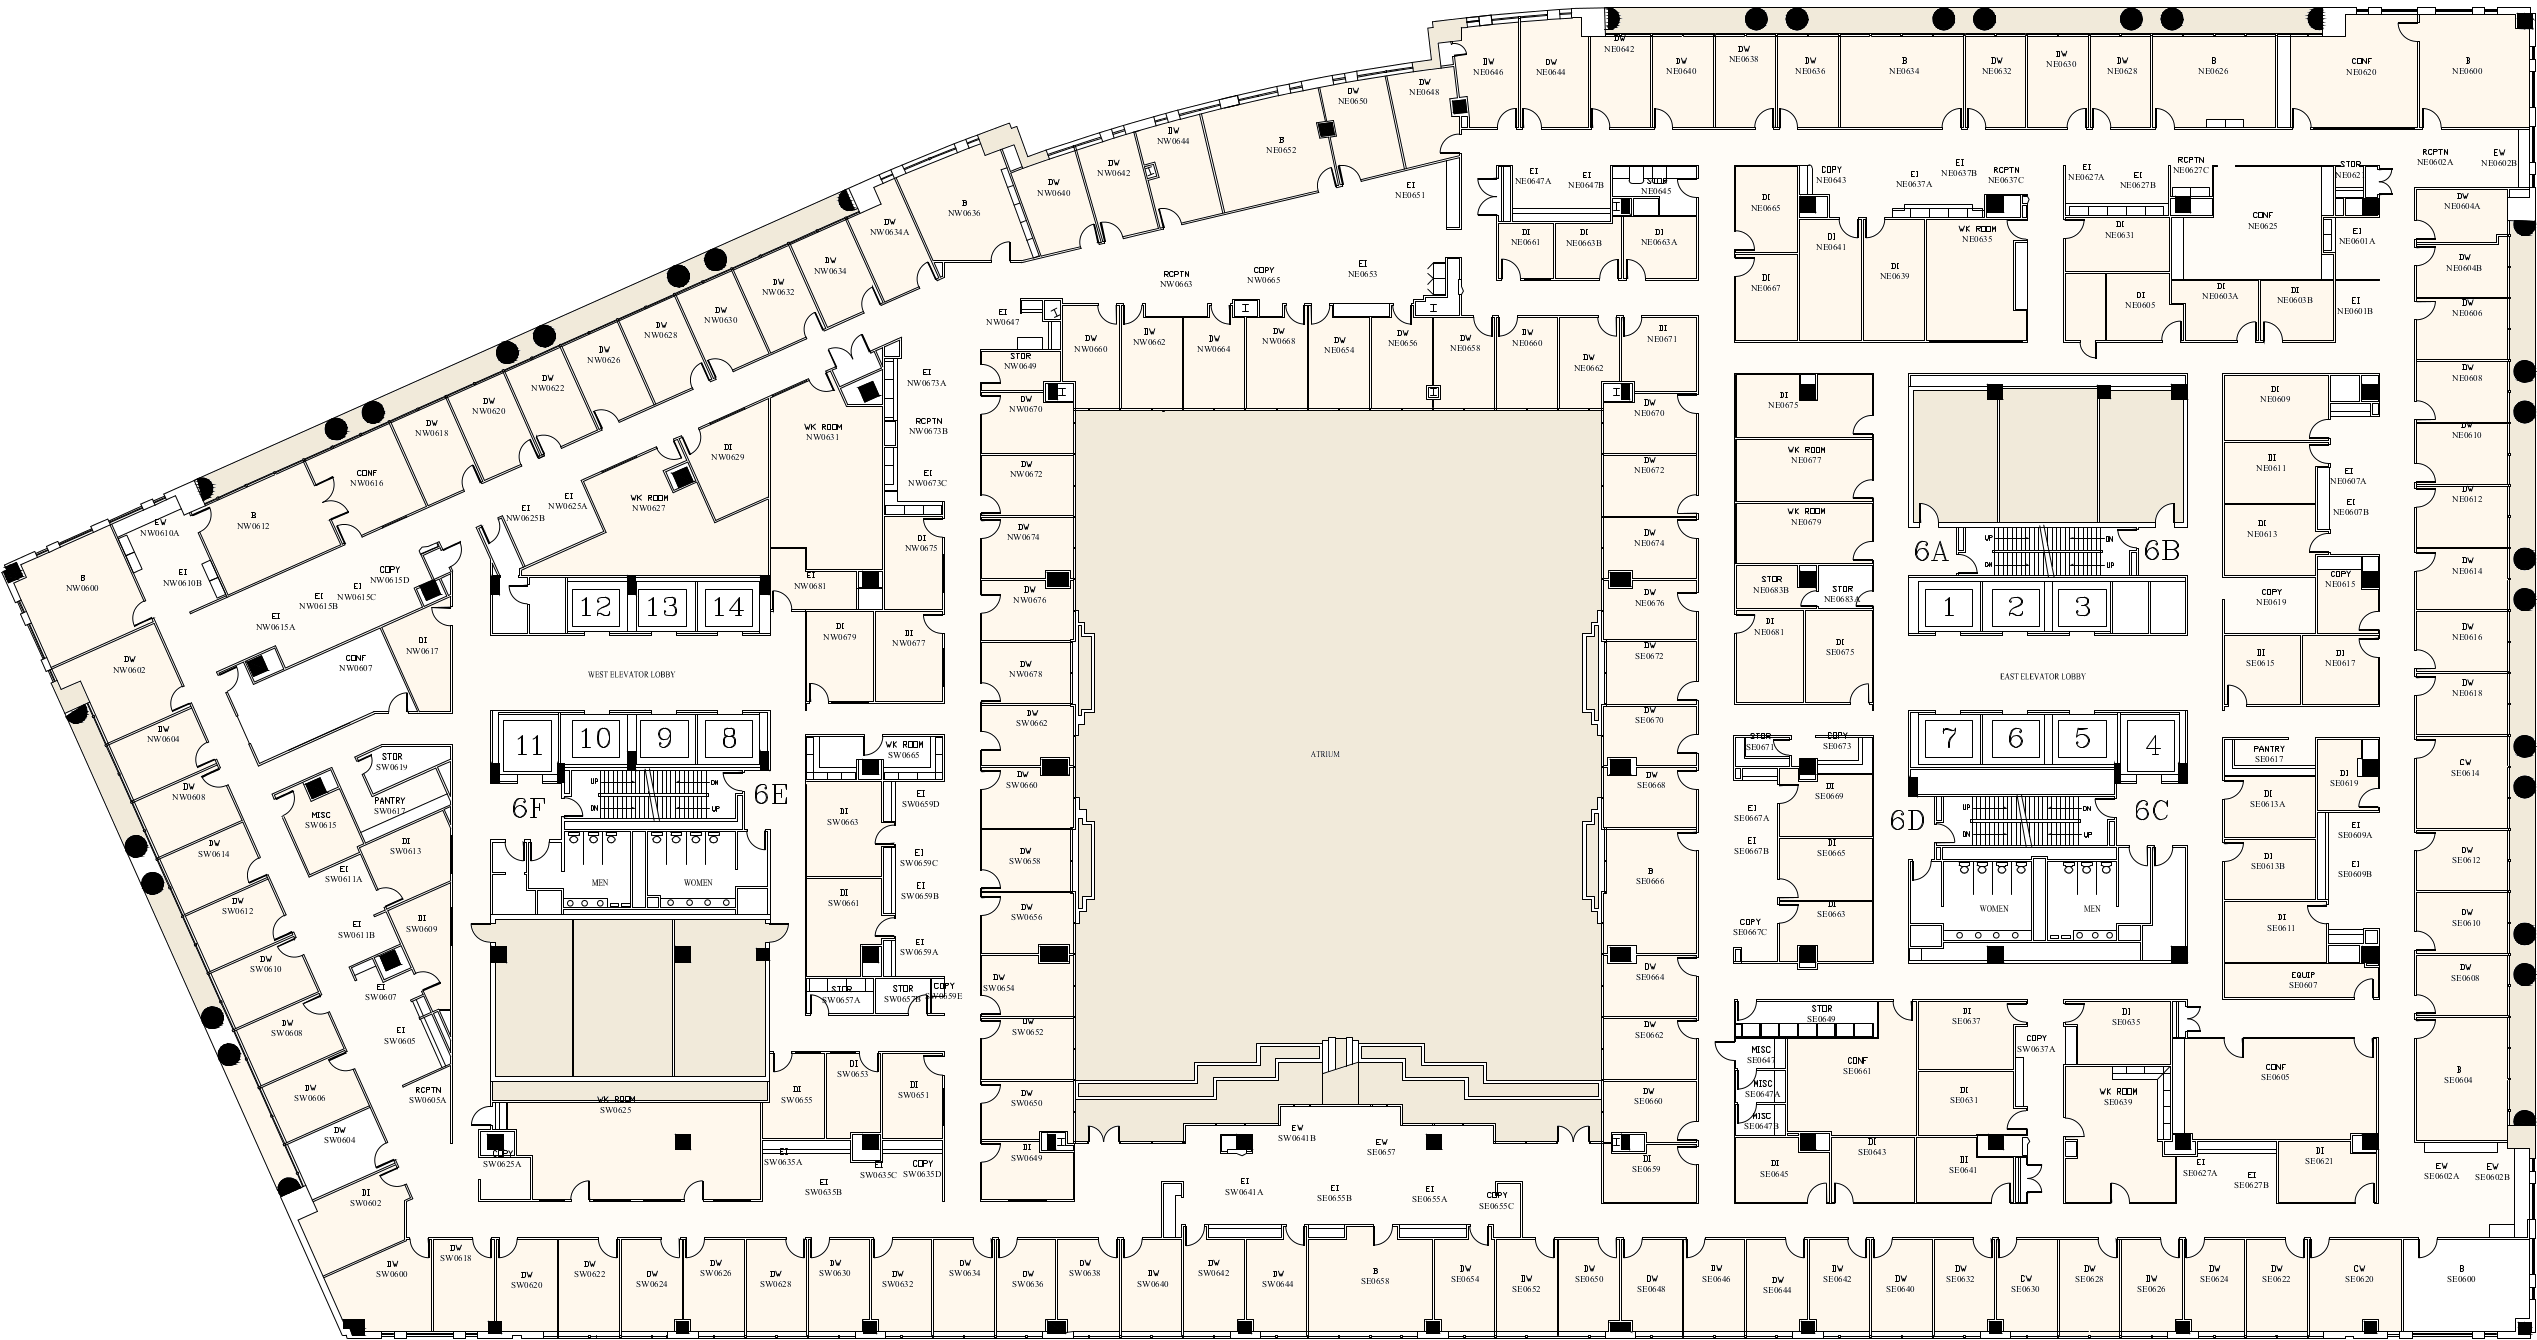 DW
NE0642
DW
NE0646
DW
NE0644
DW
NE0640
DW
NE0638
DW
NE0636
B
NE0634
DW
NE0632
DW
NE0630
DW
NE0628
B
NE0626
CONF
NE0620
B
NE0600
DW
NE0650
DW
NE0648
B
NE0652
DW
NW0644
DW
NW0642
DW
NW0640
B
NW0636
DW
NW0634A
DW
NW0634
DW
NW0632
DW
NW0630
DW
NW0628
DW
NW0626
DW
NW0622
DW
NW0620
DW
NW0618
CONF
NW0616
B
NW0612
EW
NW0610A
EI
NW0610B
B
NW0600
EI
NE0651
EI
NE0647A
EI
NE0647B
STOR
NE0645
DI
NE0661
DI
NE0663B
DI
NE0663A
DI
NE0665
DI
NE0667
COPY
NE0643
EI
NE0637A
EI
NE0637B
RCPTN
NE0637C
DI
NE0641
DI
NE0639
WK ROOM
NE0635
EI
NE0627A
EI
NE0627B
RCPTN
NE0627C
DI
NE0631
DI
NE0605
CONF
NE0625
DI
NE0603A
DI
NE0603B
STOR
NE062
EI
NE0601A
EI
NE0601B
RCPTN
NE0602A
EW
NE0602B
DW
NE0604A
DW
NE0604B
DW
NE0606
DW
NE0608
DW
NE0610
DW
NE0612
DW
NE0614
DW
NE0616
DW
NE0618
RCPTN
NW0663
COPY
NW0665
EI
NE0653
EI
NW0647
STOR
NW0649
DW
NW0660
DW
NW0662
DW
NW0664
DW
NW0668
DW
NE0654
DW
NE0656
DW
NE0658
DW
NE0660
DW
NE0662
DI
NE0671
EI
NW0673A
RCPTN
NW0673B
EI
NW0673C
WK ROOM
NW0631
DI
NW0629
WK ROOM
NW0627
EI
NW0625A
EI
NW0625B
DI
NW0675
EI
NW0681
DI
NW0679
DI
NW0677
DW
NW0670
DW
NW0672
DW
NW0674
DW
NW0676
DW
NW0678
DW
NE0670
DW
NE0672
DW
NE0674
DW
NE0676
DI
NE0675
WK ROOM
NE0677
WK ROOM
NE0679
STOR
NE0683B
STOR
NE0683A
DI
NE0681
DI
SE0675
DI
NE0609
DI
NE0611
DI
NE0613
EI
NE0607A
EI
NE0607B
COPY
NE0615
COPY
NE0619
DI
SE0615
DI
NE0617
6A
6B
UP
DN
DN
UP
1
2
3
EAST ELEVATOR LOBBY
7
6
5
4
6D
6C
UP
DN
DN
UP
WOMEN
MEN
COPY
NW0615D
EI
NW0615C
EI
NW0615B
EI
NW0615A
CONF
NW0607
DI
NW0617
12
13
14
WEST ELEVATOR LOBBY
11
10
9
8
6F
6E
UP
DN
DN
UP
MEN
WOMEN
DW
NW0602
DW
NW0604
DW
NW0608
DW
SW0614
DW
SW0612
DW
SW0610
DW
SW0608
DW
SW0606
DW
SW0604
DI
SW0602
STOR
SW0619
PANTRY
SW0617
MISC
SW0615
DI
SW0613
EI
SW0611A
DI
SW0609
EI
SW0611B
EI
SW0607
EI
SW0605
RCPTN
SW0605A
WK ROOM
SW0665
DI
SW0663
EI
SW0659D
EI
SW0659C
EI
SW0659B
DI
SW0661
EI
SW0659A
STOR
SW0657A
STOR
SW0657B
COPY
SW0659E
DW
SW0662
DW
SW0660
DW
SW0658
DW
SW0656
DW
SW0654
DW
SW0652
DW
SW0650
DI
SW0649
ATRIUM
DW
SE0672
DW
SE0670
DW
SE0668
B
SE0666
DW
SE0664
DW
SE0662
DW
SE0660
DI
SE0659
STOR
SE0671
COPY
SE0673
DI
SE0669
EI
SE0667A
EI
SE0667B
DI
SE0665
DI
SE0663
COPY
SE0667C
PANTRY
SE0617
DI
SE0619
DI
SE0613A
EI
SE0609A
EI
SE0609B
DI
SE0613B
DI
SE0611
EQUIP
SE0607
CW
SE0614
DW
SE0612
DW
SE0610
DW
SE0608
B
SE0604
STOR
SE0649
MISC
SE0647
MISC
SE0647A
MISC
SE0647B
CONF
SE0661
DI
SE0637
DI
SE0631
COPY
SW0637A
DI
SE0635
WK ROOM
SE0639
CONF
SE0605
DI
SE0645
DI
SE0643
DI
SE0641
EI
SE0627A
EI
SE0627B
DI
SE0621
EW
SE0602A
EW
SE0602B
WK ROOM
SW0625
COPY
SW0625A
DI
SW0655
DI
SW0653
DI
SW0651
EI
SW0635A
EI
SW0635B
EI
SW0635C
COPY
SW0635D
EW
SW0641B
EW
SE0657
EI
SW0641A
EI
SE0655B
EI
SE0655A
COPY
SE0655C
DW
SW0600
DW
SW0618
DW
SW0620
DW
SW0622
DW
SW0624
DW
SW0626
DW
SW0628
DW
SW0630
DW
SW0632
DW
SW0634
DW
SW0636
DW
SW0638
DW
SW0640
DW
SW0642
DW
SW0644
B
SE0658
DW
SE0654
DW
SE0652
DW
SE0650
DW
SE0648
DW
SE0646
DW
SE0644
DW
SE0642
DW
SE0640
DW
SE0632
CW
SE0630
DW
SE0628
DW
SE0626
DW
SE0624
DW
SE0622
CW
SE0620
B
SE0600